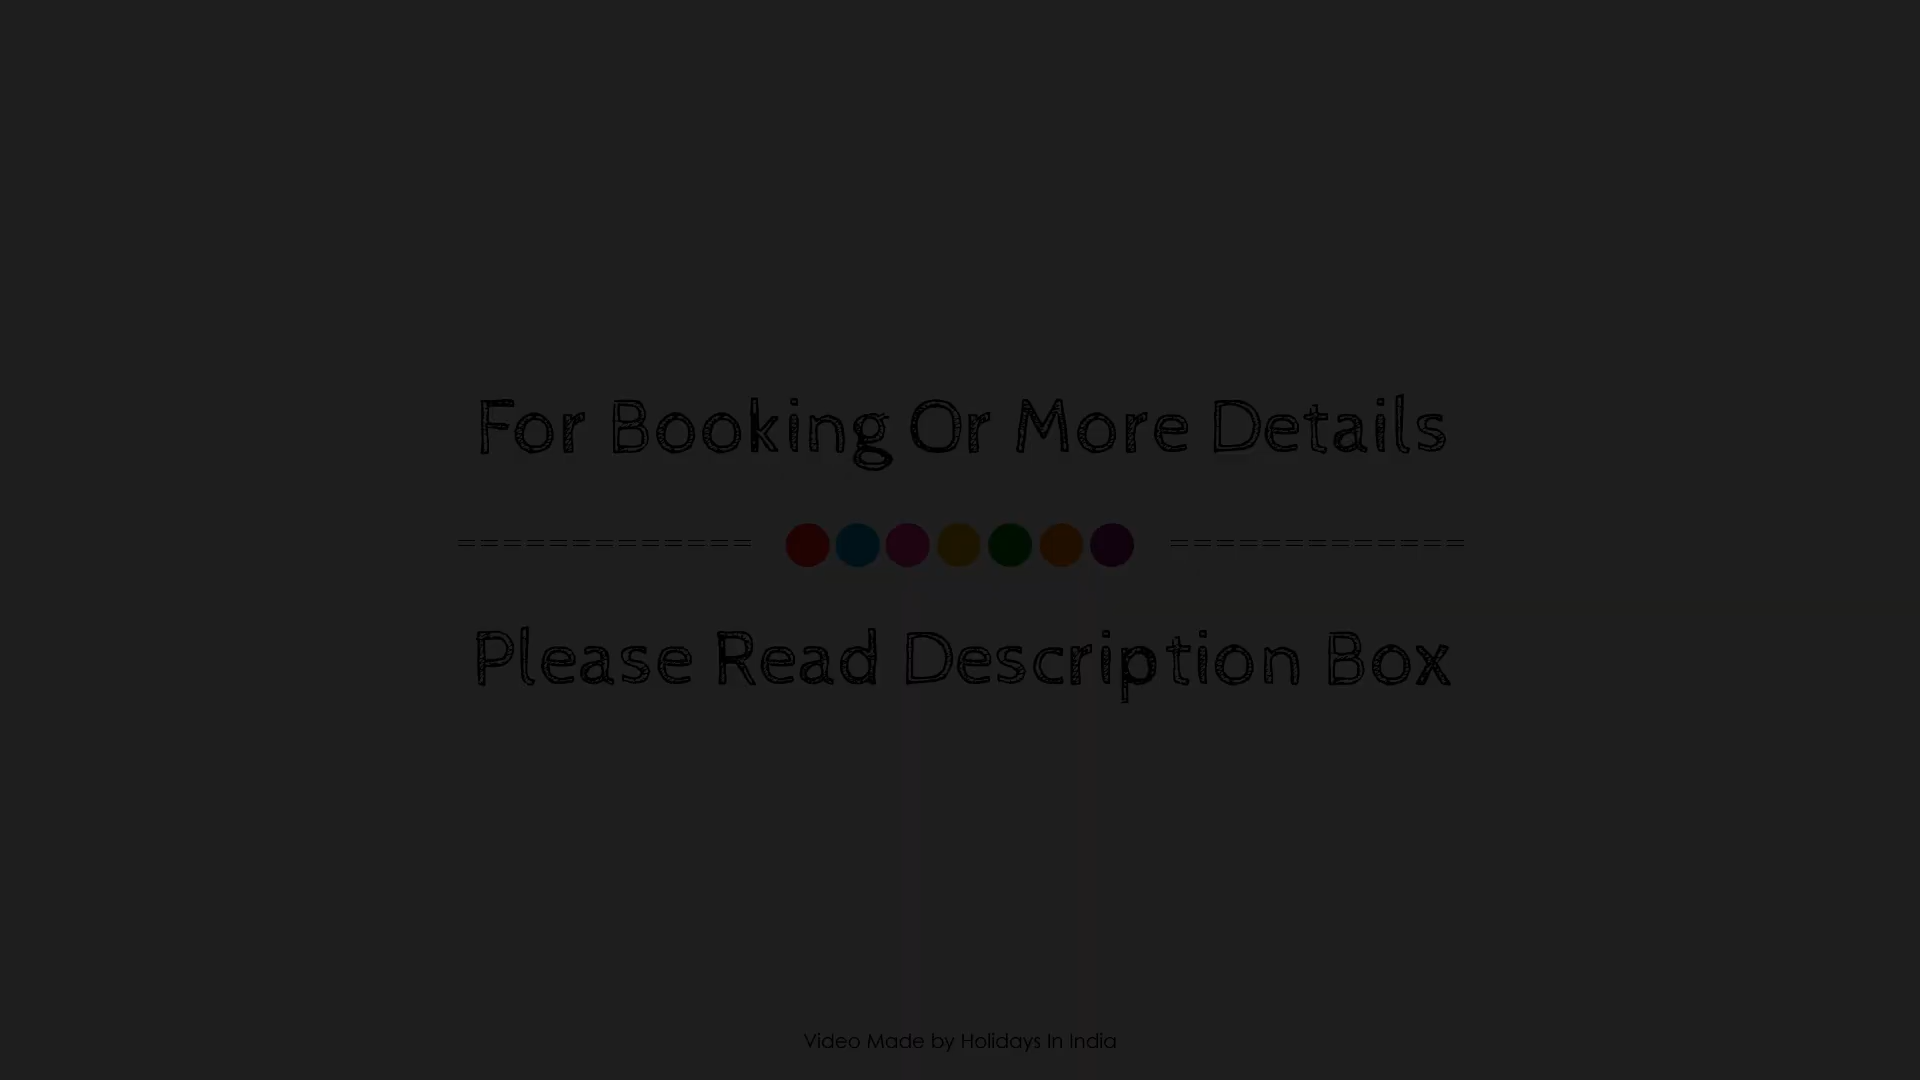 For Booking Or More Details
============= =============
Please Read Description Box
Video Made by Holidays In India